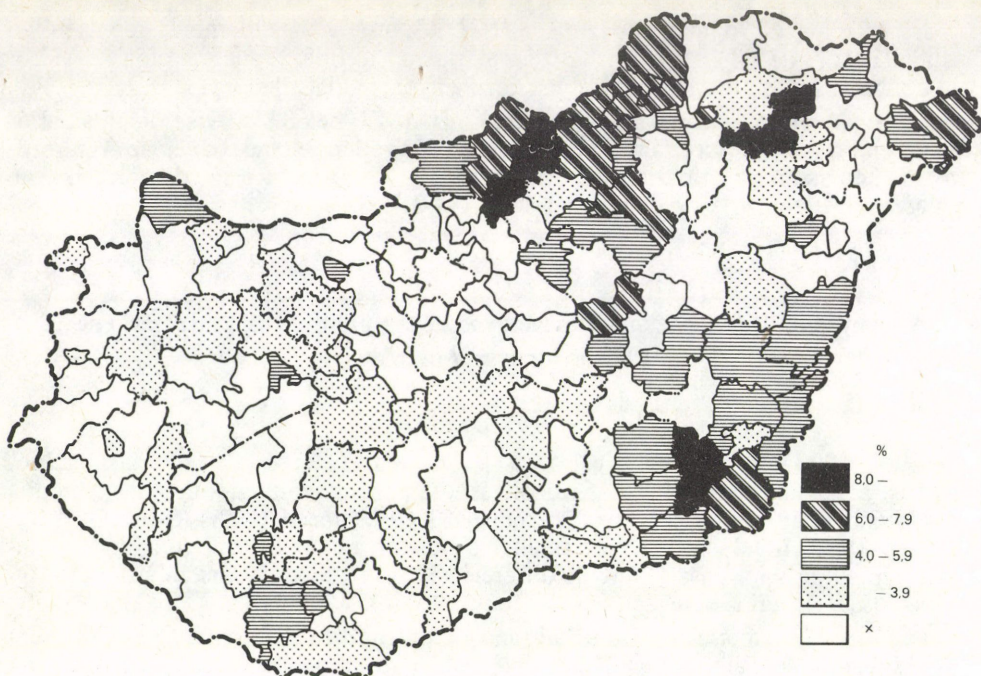 %
8.0 —
6.0 — 7.9
4.0 — 5.9
— 3.9
×